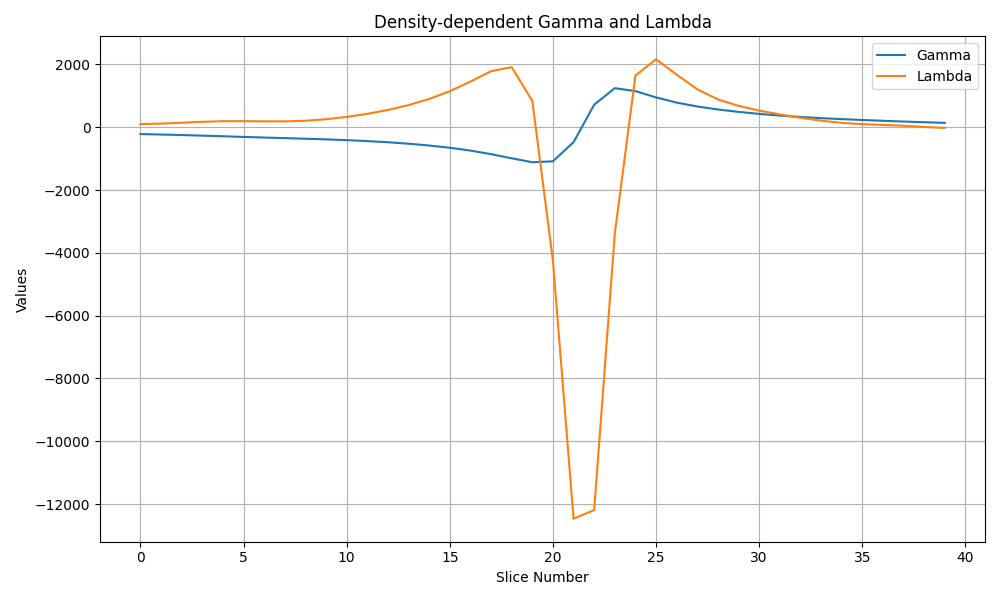 Density-dependent Gamma and Lambda
Gamma
Lambda
2000
0
−2000
−4000
−6000
−8000
−10000
−12000
Values
0 5 10 15 20 25 30 35 40
Slice Number